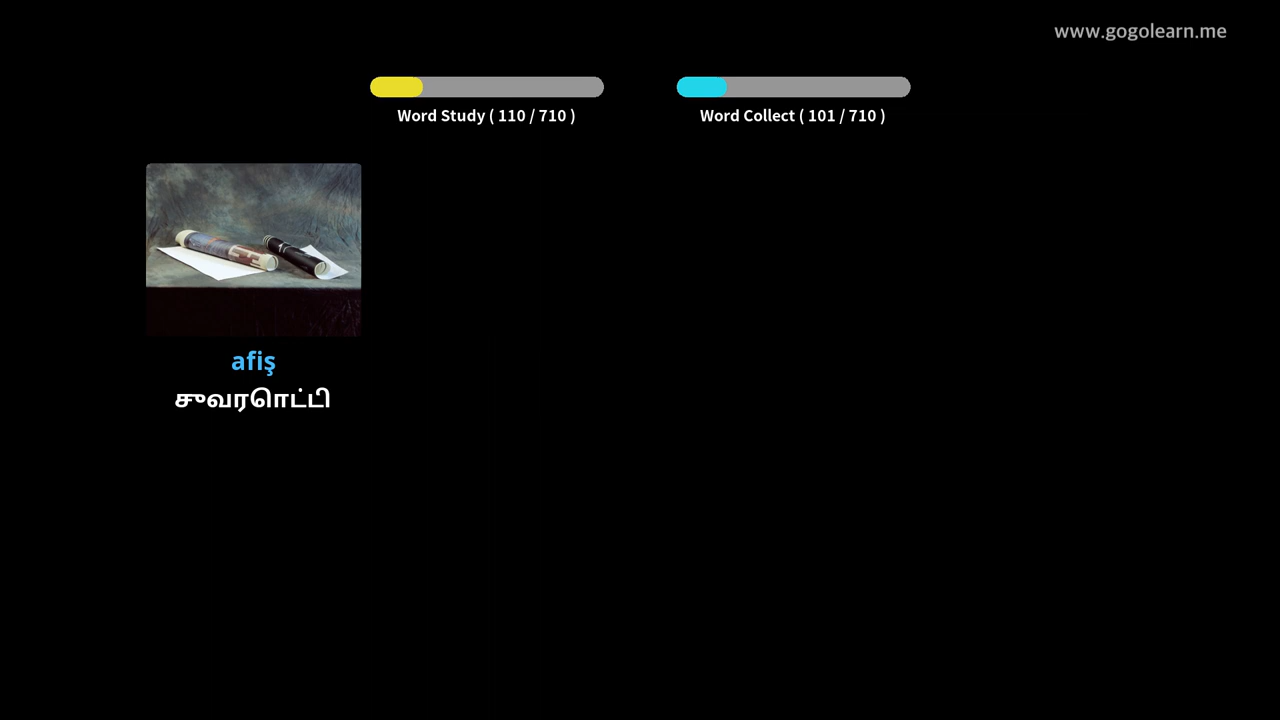 www.gogolearn.me
Word Study ( 110 / 710 )
Word Collect ( 101 / 710 )
afiş
சுவரொட்டி